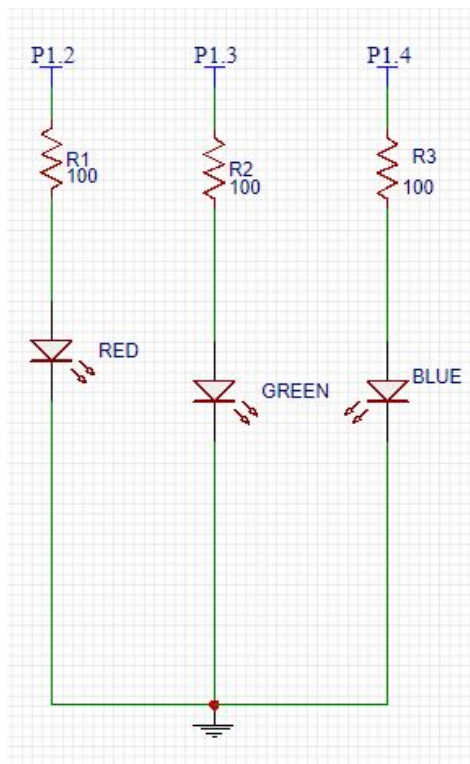 P1.2 P1.3 P1.4
R1 R2 R3
100 100 100
RED GREEN BLUE